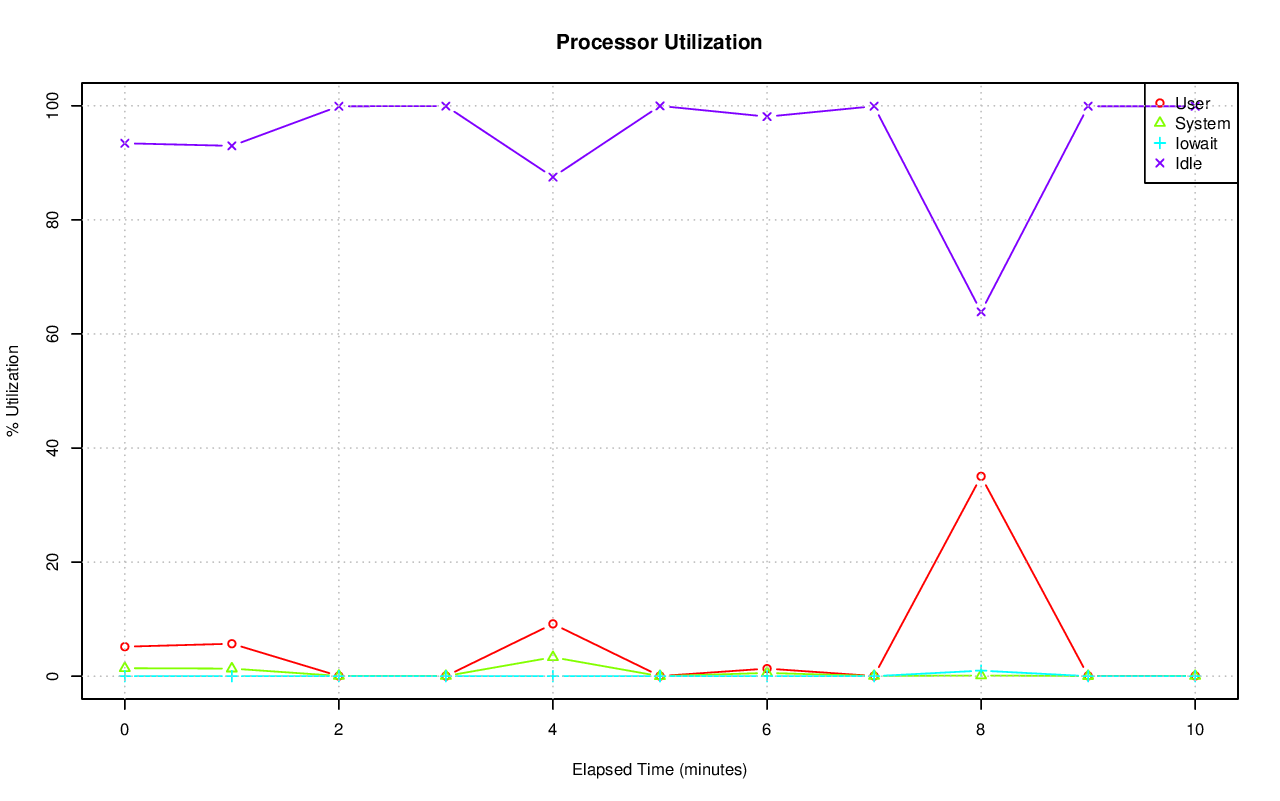 Processor Utilization
User
System
Iowait
Idle
100
80
60
40
20
0
% Utilization
0 2 4 6 8 10
Elapsed Time (minutes)